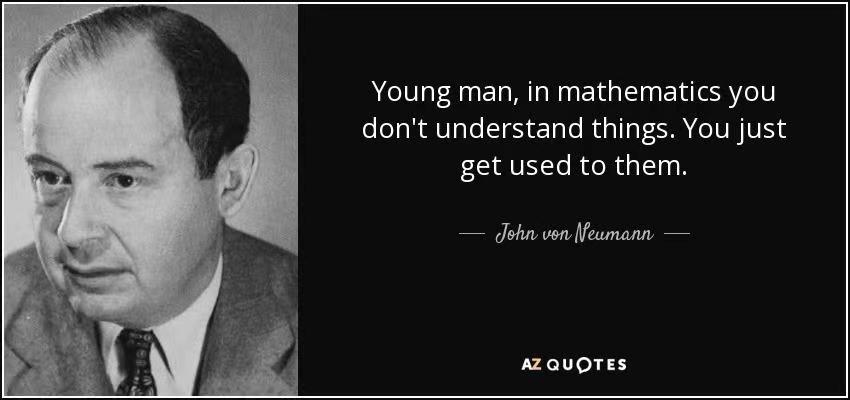 Young man, in mathematics you
don't understand things. You just
get used to them.
John von Neumann
AZ QUOTES